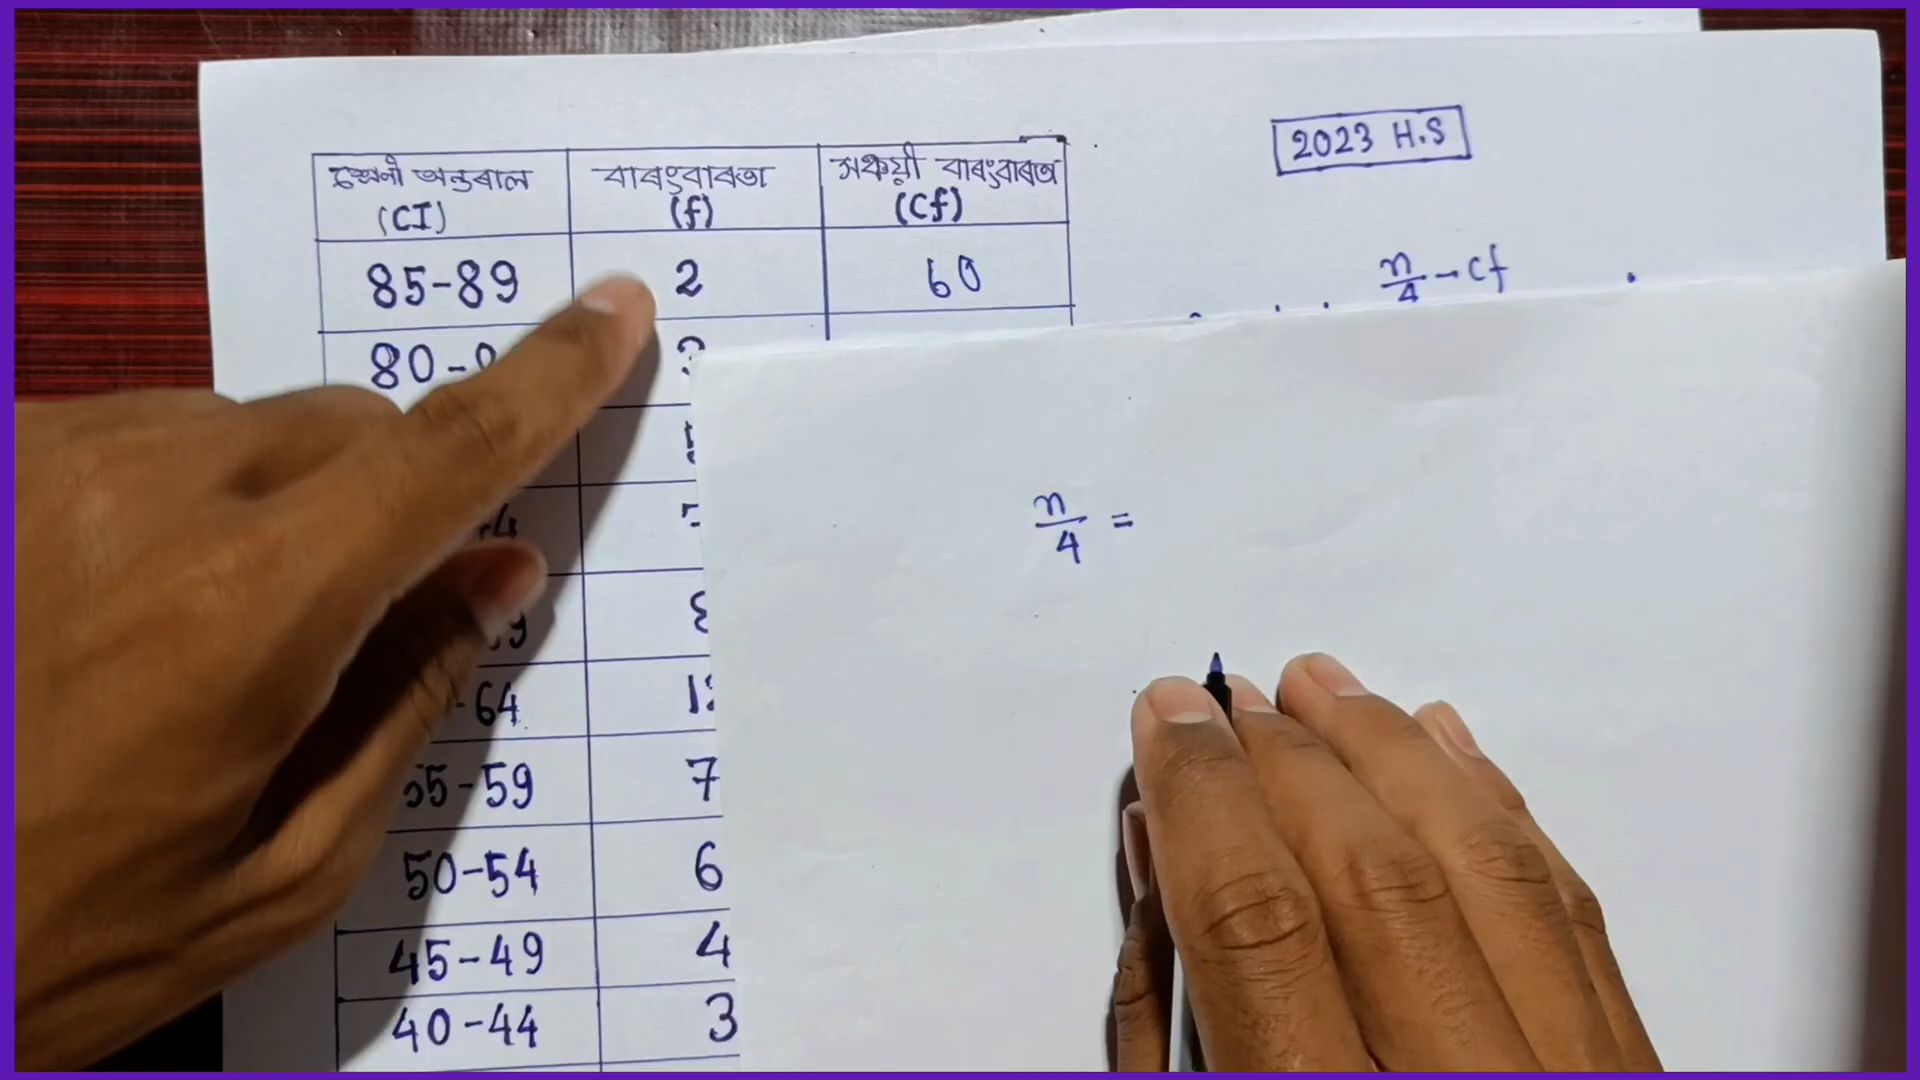 শ্ৰেণী অন্তৰাল বাৰংবাৰতা সঞ্চয়ী বাৰংবাৰতা
(CI) (f) (Cf)
2023 H.S
85-89 2 60
n/4 - cf
80-
n/4 =
-64
55-59 7
50-54 6
45-49 4
40-44 3